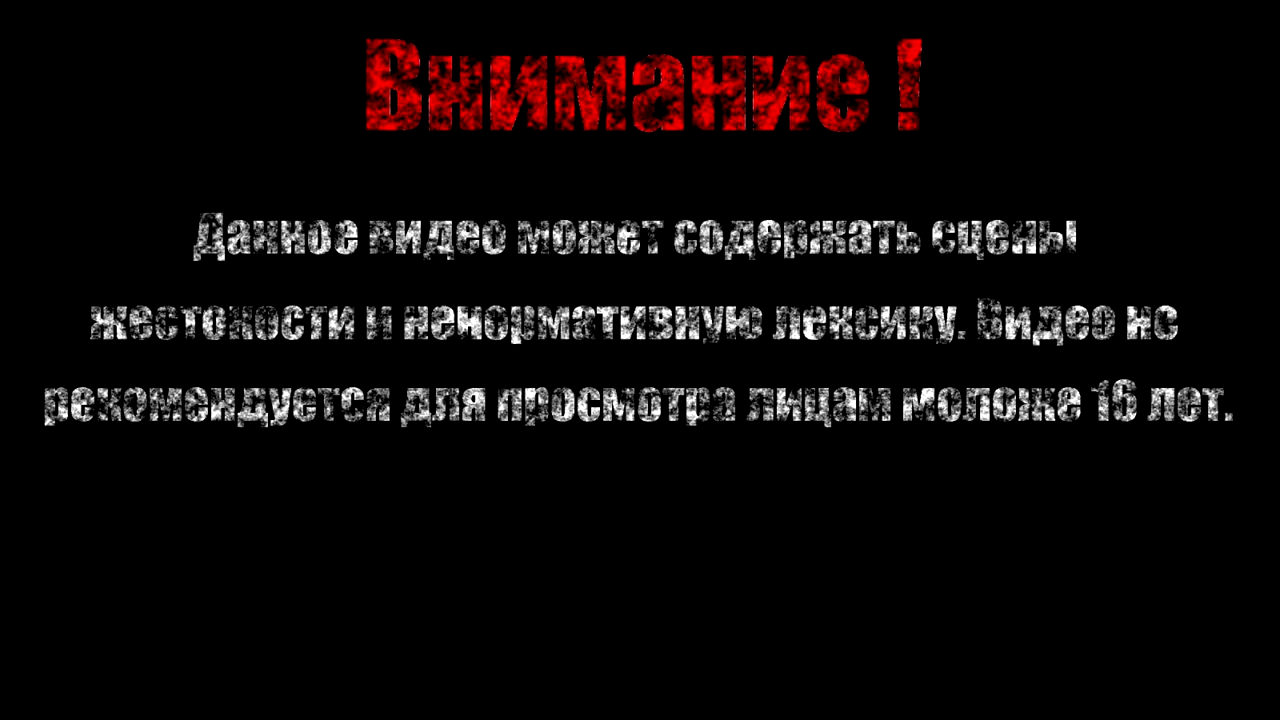 Внимание !
Данное видео может содержать сцены
жестокости и ненормативную лексику. Видео не
рекомендуется для просмотра лицам моложе 16 лет.